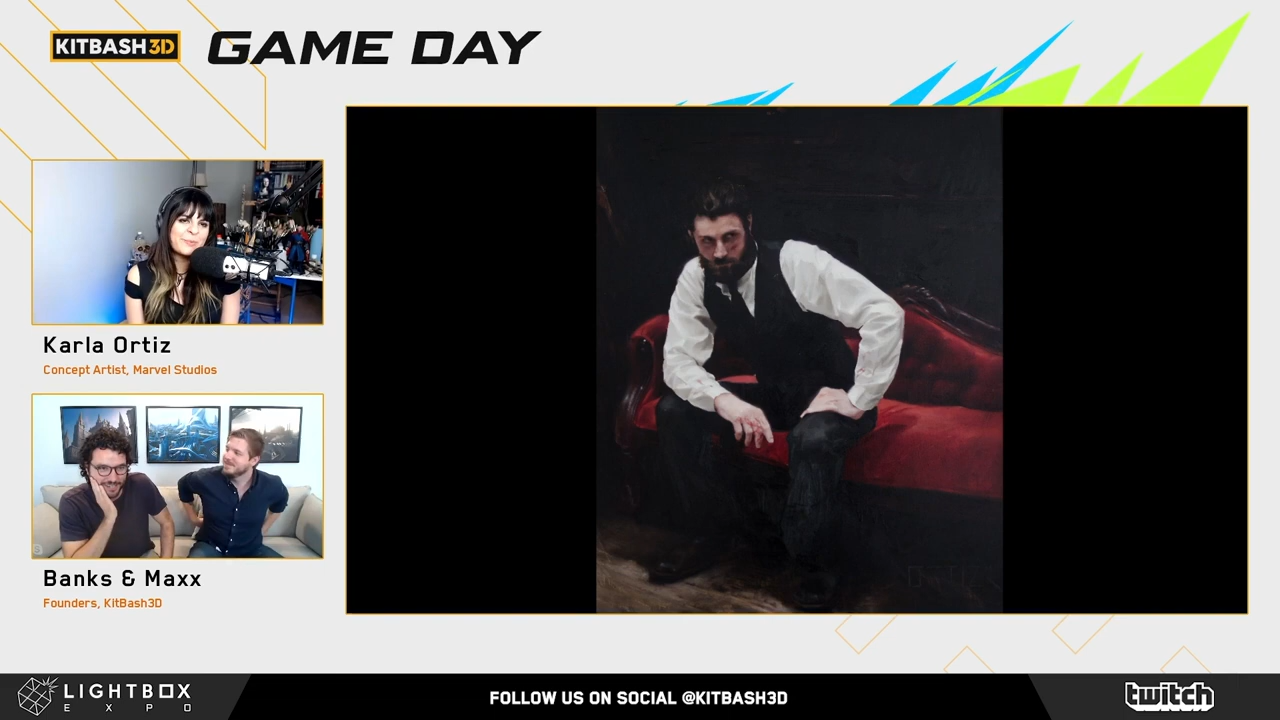 KITBASH3D
GAME DAY
Karla Ortiz
Concept Artist, Marvel Studios
Banks & Maxx
Founders, KitBash3D
LIGHTBOX
EXPO
FOLLOW US ON SOCIAL @KITBASH3D
twitch